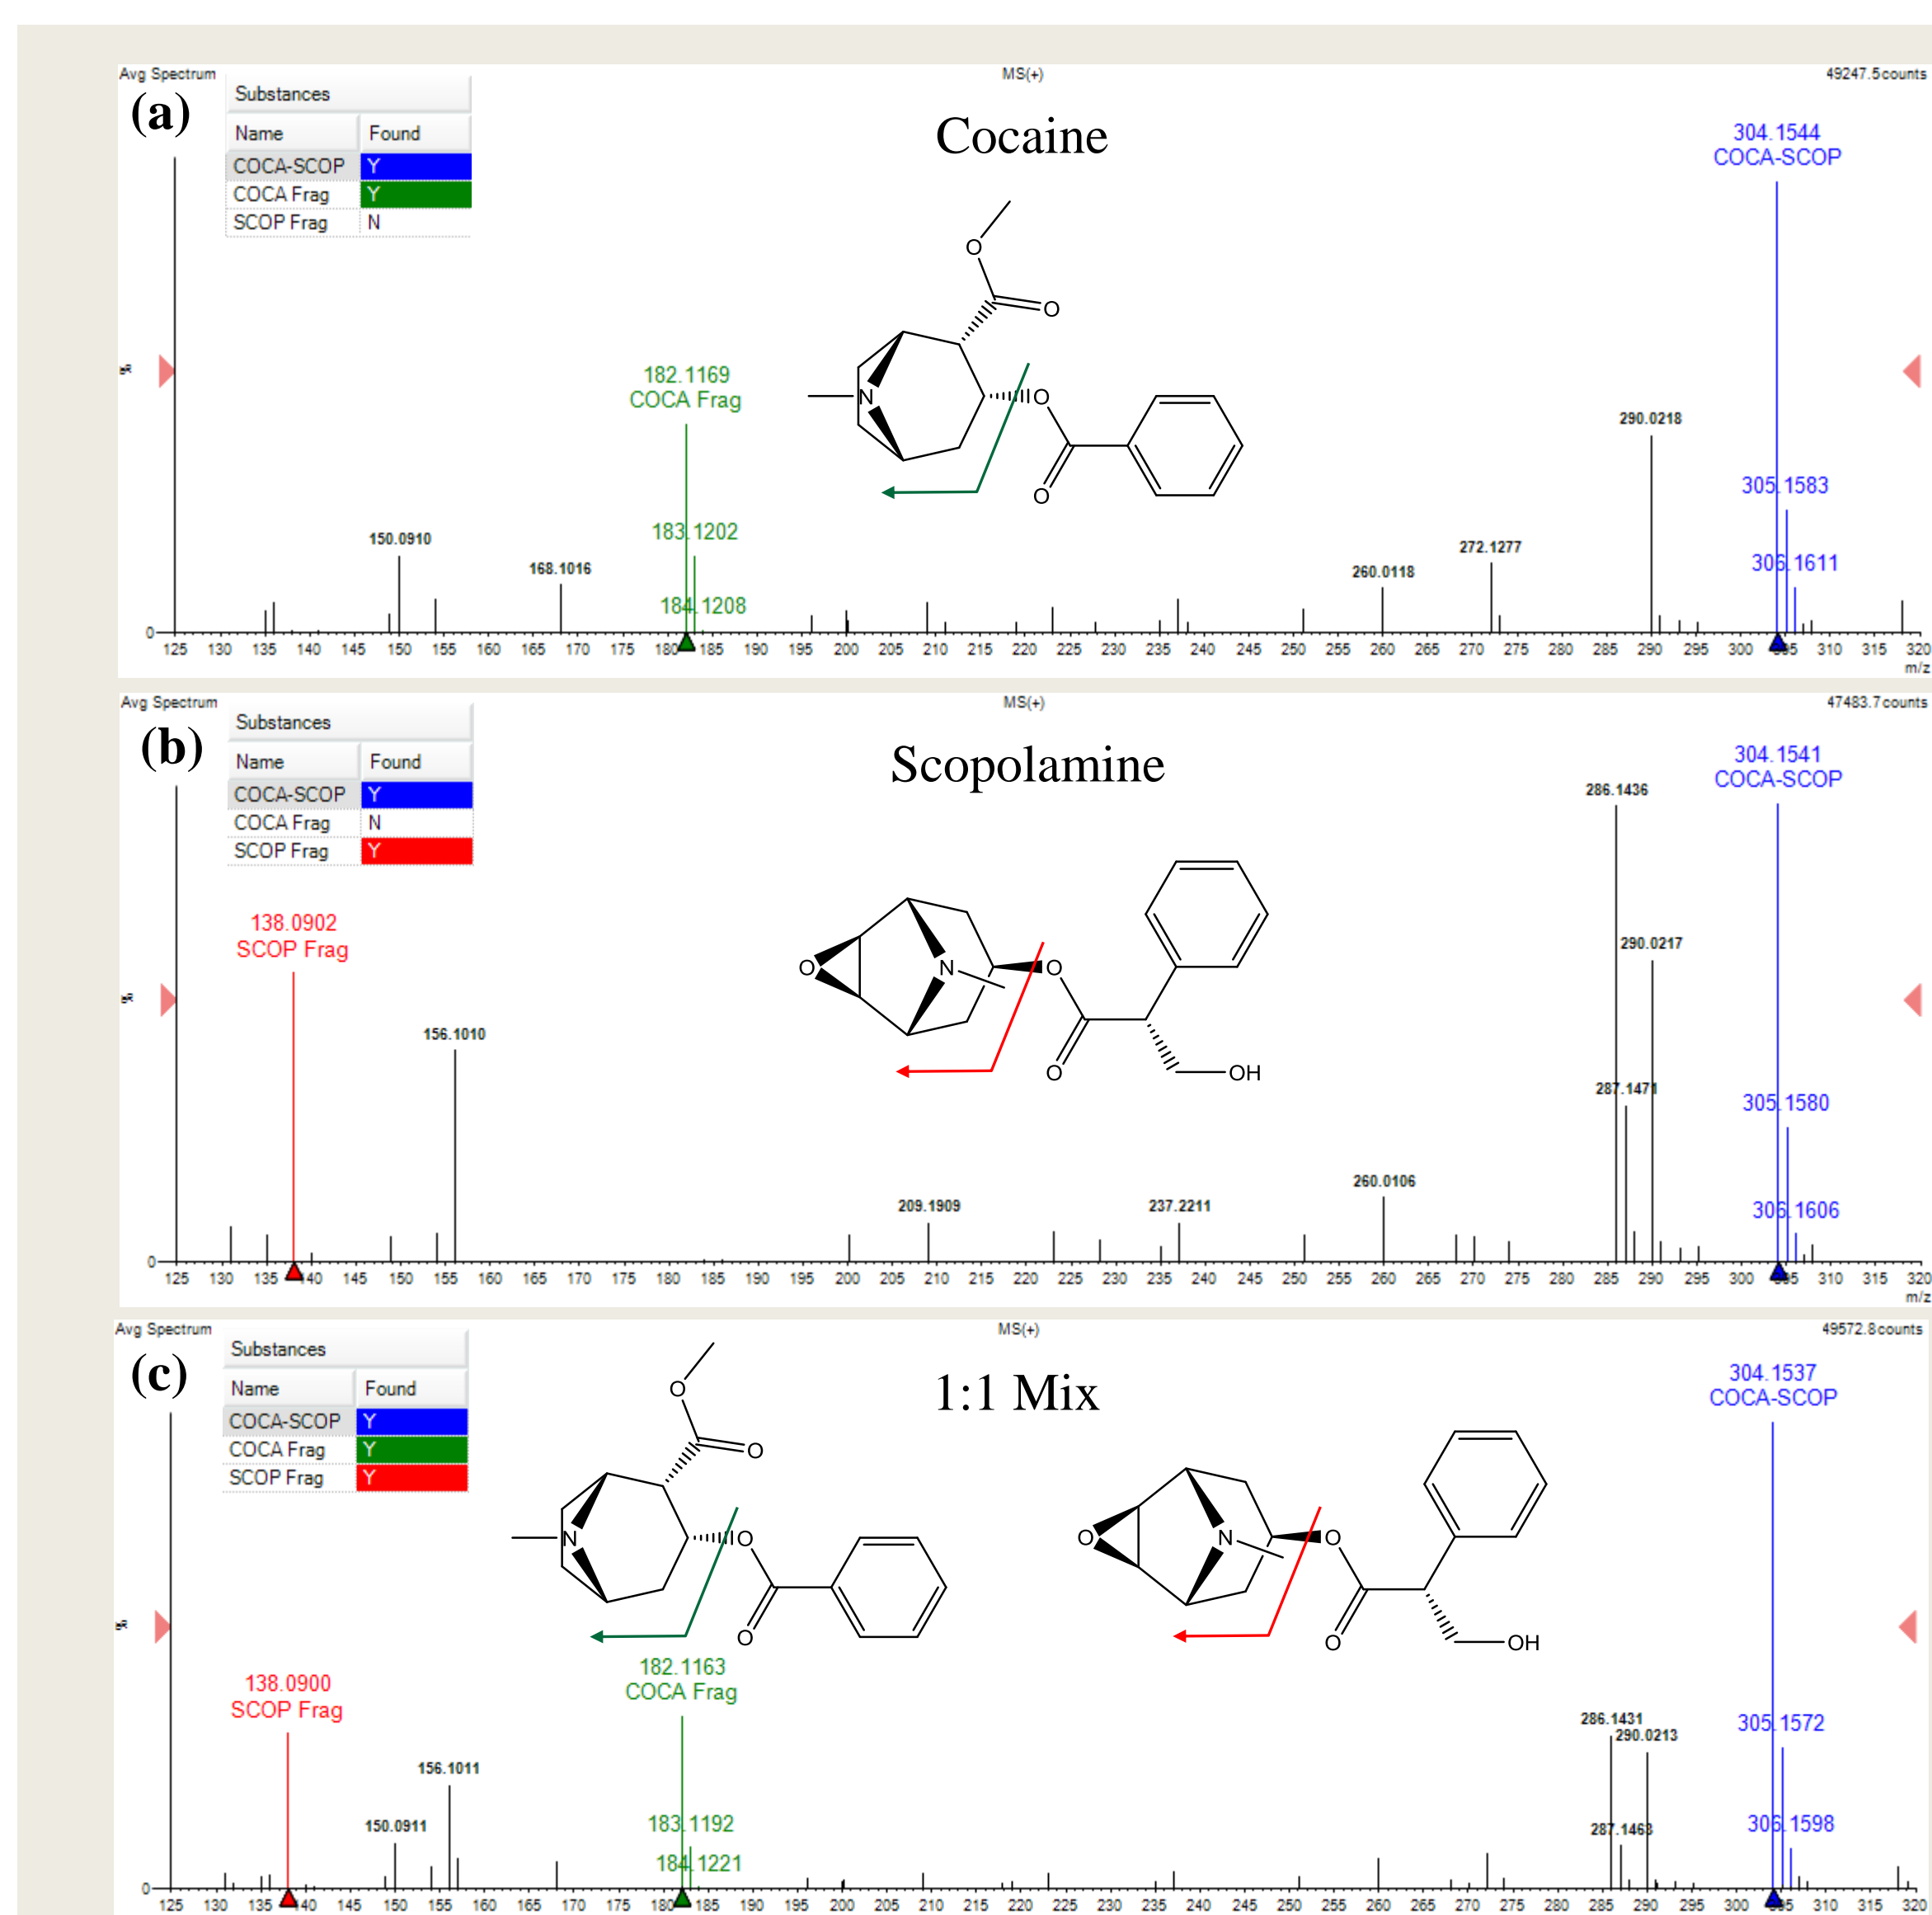 Avg Spectrum MS(+) 49247.5counts
(a)
Substances
Name Found
COCA-SCOP Y
COCA Frag Y
SCOP Frag N
Cocaine
304.1544
COCA-SCOP
O
O
182.1169
COCA Frag
N
O
O
290.0218
305.1583
183.1202
150.0910
272.1277
168.1016
260.0118
306.1611
184.1208
0
125 130 135 140 145 150 155 160 165 170 175 180 185 190 195 200 205 210 215 220 225 230 235 240 245 250 255 260 265 270 275 280 285 290 295 300 305 310 315 320
m/z
Avg Spectrum MS(+) 47483.7counts
(b)
Substances
Name Found
COCA-SCOP Y
COCA Frag N
SCOP Frag Y
Scopolamine
304.1541
COCA-SCOP
286.1436
138.0902
SCOP Frag
290.0217
O
N
O
156.1010
O
OH
287.1471
305.1580
260.0106
209.1909
237.2211
306.1606
0
125 130 135 140 145 150 155 160 165 170 175 180 185 190 195 200 205 210 215 220 225 230 235 240 245 250 255 260 265 270 275 280 285 290 295 300 305 310 315 320
m/z
Avg Spectrum MS(+) 49572.8counts
(c)
Substances
Name Found
COCA-SCOP Y
COCA Frag Y
SCOP Frag Y
1:1 Mix
304.1537
COCA-SCOP
O
O
N
O
O
O
N
O
O
OH
138.0900
SCOP Frag
182.1163
COCA Frag
286.1431
290.0213
305.1572
156.1011
150.0911
183.1192
287.1463
306.1598
184.1221
0
125 130 135 140 145 150 155 160 165 170 175 180 185 190 195 200 205 210 215 220 225 230 235 240 245 250 255 260 265 270 275 280 285 290 295 300 305 310 315 320